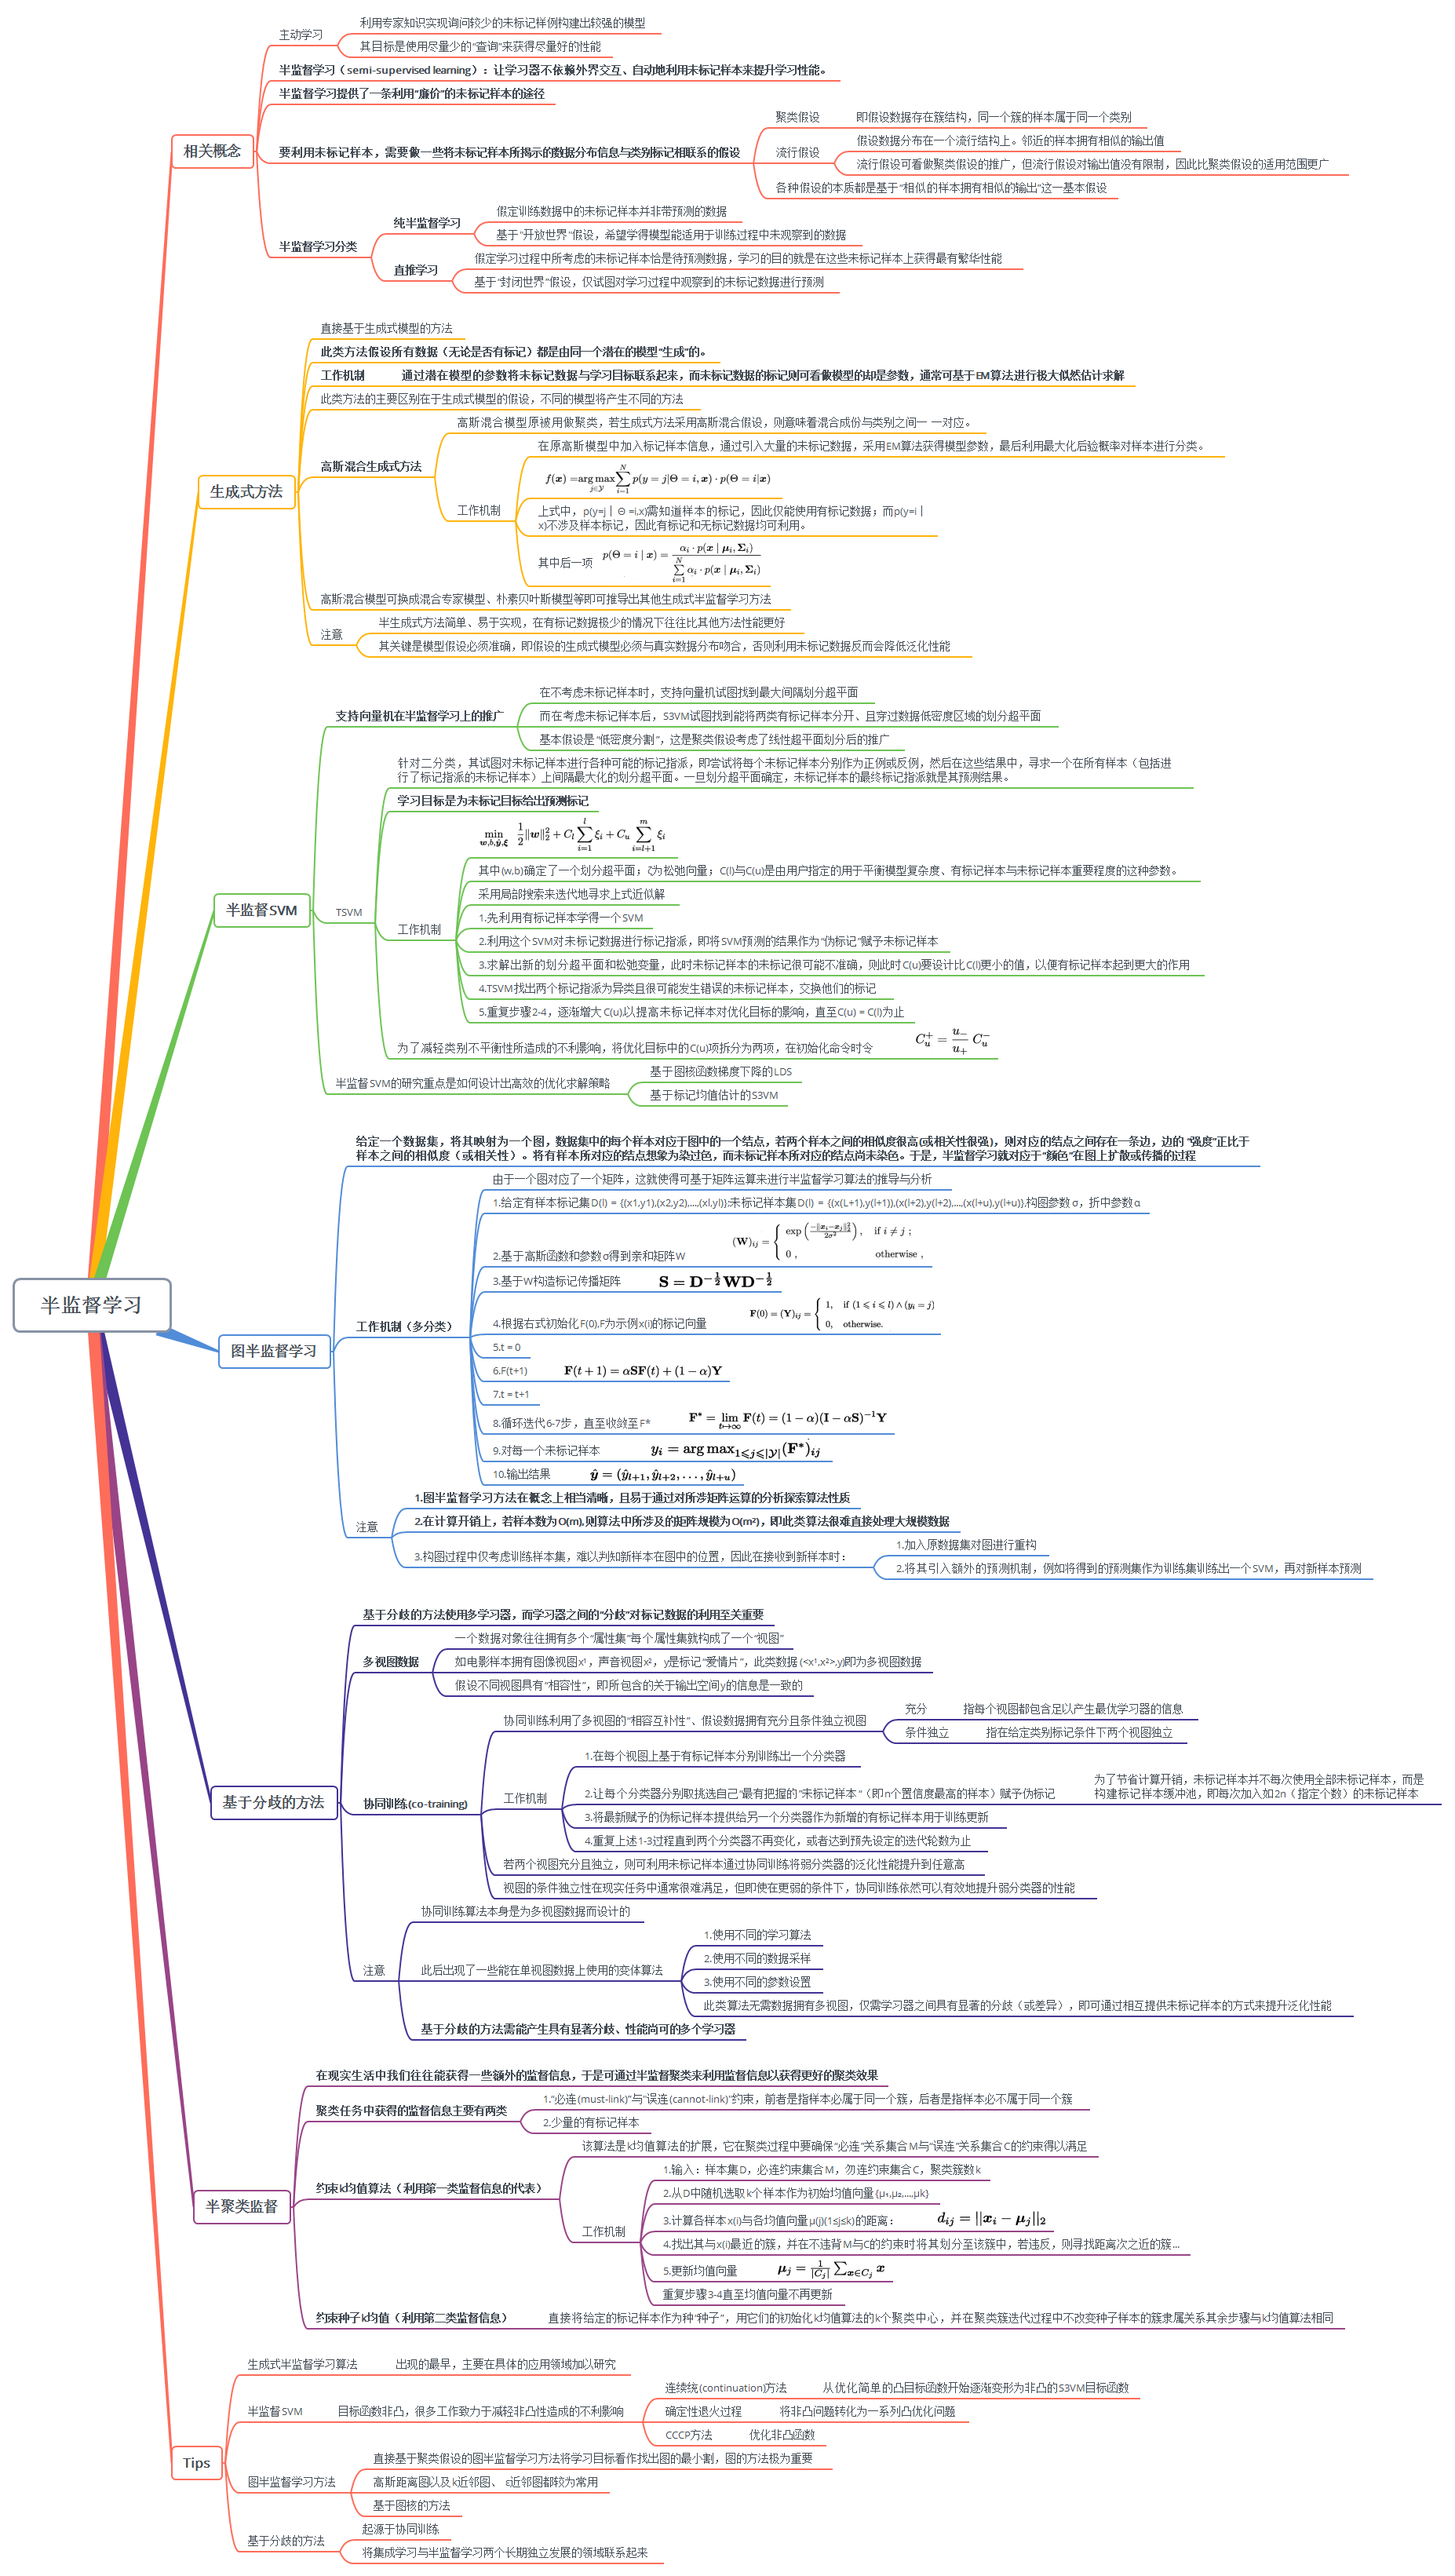 半监督学习
相关概念
主动学习
利用专家知识实现询问较少的未标记样例构建出较强的模型
其目标是使用尽量少的"查询"来获得尽量好的性能
半监督学习（semi-supervised learning）：让学习器不依赖外界交互、自动地利用未标记样本来提升学习性能。
半监督学习提供了一条利用"廉价"的未标记样本的途径
要利用未标记样本，需要做一些将未标记样本所揭示的数据分布信息与类别标记相联系的假设
聚类假设
即假设数据存在簇结构，同一个簇的样本属于同一个类别
流行假设
假设数据分布在一个流行结构上。邻近的样本拥有相似的输出值
流行假设可看做聚类假设的推广，但流行假设对输出值没有限制，因此比聚类假设的适用范围更广
各种假设的本质都是基于"相似的样本拥有相似的输出"这一基本假设
半监督学习分类
纯半监督学习
假定训练数据中的未标记样本并非带预测的数据
基于"开放世界"假设，希望学得模型能适用于训练过程中未观察到的数据
直推学习
假定学习过程中所考虑的未标记样本恰是待预测数据，学习的目的就是在这些未标记样本上获得最有繁华性能
基于"封闭世界"假设，仅试图对学习过程中观察到的未标记数据进行预测
生成式方法
直接基于生成式模型的方法
此类方法假设所有数据（无论是否有标记）都是由同一个潜在的模型"生成"的。
工作机制
通过潜在模型的参数将未标记数据与学习目标联系起来，而未标记数据的标记则可看做模型的却是参数，通常可基于EM算法进行极大似然估计求解
此类方法的主要区别在于生成式模型的假设，不同的模型将产生不同的方法
高斯混合生成式方法
高斯混合模型原被用做聚类，若生成式方法采用高斯混合假设，则意味着混合成份与类别之间一 一对应。
工作机制
在原高斯模型中加入标记样本信息，通过引入大量的未标记数据，采用EM算法获得模型参数，最后利用最大化后验概率对样本进行分类。
f(x) =arg max_{j∈Y} ∑_{i=1}^{N} p(y = j|Θ = i, x) · p(Θ = i|x)
上式中，p(y=j｜Θ =i,x)需知道样本的标记，因此仅能使用有标记数据；而p(y=i｜
x)不涉及样本标记，因此有标记和无标记数据均可利用。
其中后一项 p(Θ = i | x) = α_i · p(x | μ_i, Σ_i) / ∑_{i=1}^{N} α_i · p(x | μ_i, Σ_i)
高斯混合模型可换成混合专家模型、朴素贝叶斯模型等即可推导出其他生成式半监督学习方法
注意
半生成式方法简单、易于实现，在有标记数据极少的情况下往往比其他方法性能更好
其关键是模型假设必须准确，即假设的生成式模型必须与真实数据分布吻合，否则利用未标记数据反而会降低泛化性能
半监督SVM
支持向量机在半监督学习上的推广
在不考虑未标记样本时，支持向量机试图找到最大间隔划分超平面
而在考虑未标记样本后，S3VM试图找到能将两类有标记样本分开、且穿过数据低密度区域的划分超平面
基本假设是"低密度分割"，这是聚类假设考虑了线性超平面划分后的推广
TSVM
针对二分类，其试图对未标记样本进行各种可能的标记指派，即尝试将每个未标记样本分别作为正例或反例，然后在这些结果中，寻求一个在所有样本（包括进
行了标记指派的未标记样本）上间隔最大化的划分超平面。一旦划分超平面确定，未标记样本的最终标记指派就是其预测结果。
学习目标是为未标记目标给出预测标记
工作机制
min_{w,b,ŷ,ξ} 1/2 ‖w‖_2^2 + C_l ∑_{i=1}^{l} ξ_i + C_u ∑_{i=l+1}^{m} ξ_i
其中(w,b)确定了一个划分超平面；ζ为松弛向量；C(l)与C(u)是由用户指定的用于平衡模型复杂度、有标记样本与未标记样本重要程度的这种参数。
采用局部搜索来迭代地寻求上式近似解
1.先利用有标记样本学得一个SVM
2.利用这个SVM对未标记数据进行标记指派，即将SVM预测的结果作为"伪标记"赋予未标记样本
3.求解出新的划分超平面和松弛变量，此时未标记样本的未标记很可能不准确，则此时C(u)要设计比C(l)更小的值，以便有标记样本起到更大的作用
4.TSVM找出两个标记指派为异类且很可能发生错误的未标记样本，交换他们的标记
5.重复步骤2-4，逐渐增大C(u),以提高未标记样本对优化目标的影响，直至C(u) = C(l)为止
为了减轻类别不平衡性所造成的不利影响，将优化目标中的C(u)项拆分为两项，在初始化命令时令 C_u^+ = u_-/u_+ C_u^-
半监督SVM的研究重点是如何设计出高效的优化求解策略
基于图核函数梯度下降的LDS
基于标记均值估计的S3VM
图半监督学习
给定一个数据集，将其映射为一个图，数据集中的每个样本对应于图中的一个结点，若两个样本之间的相似度很高(或相关性很强)，则对应的结点之间存在一条边，边的 "强度"正比于
样本之间的相似度（或相关性）。将有样本所对应的结点想象为染过色，而未标记样本所对应的结点尚未染色。于是，半监督学习就对应于"颜色"在图上扩散或传播的过程
工作机制（多分类）
由于一个图对应了一个矩阵，这就使得可基于矩阵运算来进行半监督学习算法的推导与分析
1.给定有样本标记集D(l) = {(x1,y1),(x2,y2),...,(xl,yl)};未标记样本集D(l) = {(x(L+1),y(l+1)),(x(l+2),y(l+2),...,(x(l+u),y(l+u)},构图参数σ，折中参数α
2.基于高斯函数和参数σ得到亲和矩阵W (W)_{ij} = { exp(−‖x_i−x_j‖_2^2 / 2σ^2) , if i ≠ j ; 0 , otherwise ,
3.基于W构造标记传播矩阵 S = D^{−1/2} W D^{−1/2}
4.根据右式初始化F(0),F为示例x(i)的标记向量 F(0) = (Y)_{ij} = { 1, if (1 ⩽ i ⩽ l) ∧ (y_i = j) 0, otherwise.
5.t = 0
6.F(t+1) F(t + 1) = αSF(t) + (1 − α)Y
7.t = t+1
8.循环迭代6-7步，直至收敛至F* F* = lim_{t→∞} F(t) = (1 − α)(I − αS)^{−1}Y
9.对每一个未标记样本 y_i = arg max_{1⩽j⩽|Y|} (F*)_{ij}
10.输出结果 ŷ = (ŷ_{l+1}, ŷ_{l+2}, . . . , ŷ_{l+u})
注意
1.图半监督学习方法在概念上相当清晰，且易于通过对所涉矩阵运算的分析探索算法性质
2.在计算开销上，若样本数为O(m),则算法中所涉及的矩阵规模为O(m²)，即此类算法很难直接处理大规模数据
3.构图过程中仅考虑训练样本集，难以判知新样本在图中的位置，因此在接收到新样本时：
1.加入原数据集对图进行重构
2.将其引入额外的预测机制，例如将得到的预测集作为训练集训练出一个SVM，再对新样本预测
基于分歧的方法
基于分歧的方法使用多学习器，而学习器之间的"分歧"对标记数据的利用至关重要
多视图数据
一个数据对象往往拥有多个"属性集"每个属性集就构成了一个"视图"
如电影样本拥有图像视图x¹，声音视图x²，y是标记"爱情片"，此类数据(<x¹,x²>,y)即为多视图数据
假设不同视图具有"相容性"，即所包含的关于输出空间y的信息是一致的
协同训练(co-training)
协同训练利用了多视图的"相容互补性"、假设数据拥有充分且条件独立视图
充分
指每个视图都包含足以产生最优学习器的信息
条件独立
指在给定类别标记条件下两个视图独立
工作机制
1.在每个视图上基于有标记样本分别训练出一个分类器
2.让每个分类器分别取挑选自己"最有把握的"未标记样本"（即n个置信度最高的样本）赋予伪标记
为了节省计算开销，未标记样本并不每次使用全部未标记样本，而是
构建标记样本缓冲池，即每次加入如2n（指定个数）的未标记样本
3.将最新赋予的伪标记样本提供给另一个分类器作为新增的有标记样本用于训练更新
4.重复上述1-3过程直到两个分类器不再变化，或者达到预先设定的迭代轮数为止
若两个视图充分且独立，则可利用未标记样本通过协同训练将弱分类器的泛化性能提升到任意高
视图的条件独立性在现实任务中通常很难满足，但即使在更弱的条件下，协同训练依然可以有效地提升弱分类器的性能
注意
协同训练算法本身是为多视图数据而设计的
此后出现了一些能在单视图数据上使用的变体算法
1.使用不同的学习算法
2.使用不同的数据采样
3.使用不同的参数设置
此类算法无需数据拥有多视图，仅需学习器之间具有显著的分歧（或差异），即可通过相互提供未标记样本的方式来提升泛化性能
基于分歧的方法需能产生具有显著分歧、性能尚可的多个学习器
半聚类监督
在现实生活中我们往往能获得一些额外的监督信息，于是可通过半监督聚类来利用监督信息以获得更好的聚类效果
聚类任务中获得的监督信息主要有两类
1."必连(must-link)"与"误连(cannot-link)"约束，前者是指样本必属于同一个簇，后者是指样本必不属于同一个簇
2.少量的有标记样本
约束k均值算法（利用第一类监督信息的代表）
该算法是k均值算法的扩展，它在聚类过程中要确保"必连"关系集合M与"误连"关系集合C的约束得以满足
工作机制
1.输入：样本集D，必连约束集合M，勿连约束集合C，聚类簇数k
2.从D中随机选取k个样本作为初始均值向量{μ₁,μ₂,...,μk}
3.计算各样本x(i)与各均值向量μ(j)(1≤j≤k)的距离： d_{ij} = ||x_i − μ_j||_2
4.找出其与x(i)最近的簇，并在不违背M与C的约束时将其划分至该簇中，若违反，则寻找距离次之近的簇...
5.更新均值向量 μ_j = 1/|C_j| ∑_{x∈C_j} x
重复步骤3-4直至均值向量不再更新
约束种子k均值（利用第二类监督信息）
直接将给定的标记样本作为种"种子"，用它们的初始化k均值算法的k个聚类中心，并在聚类簇迭代过程中不改变种子样本的簇隶属关系其余步骤与k均值算法相同
Tips
生成式半监督学习算法
出现的最早，主要在具体的应用领域加以研究
半监督SVM
目标函数非凸，很多工作致力于减轻非凸性造成的不利影响
连续统(continuation)方法
从优化简单的凸目标函数开始逐渐变形为非凸的S3VM目标函数
确定性退火过程
将非凸问题转化为一系列凸优化问题
CCCP方法
优化非凸函数
图半监督学习方法
直接基于聚类假设的图半监督学习方法将学习目标看作找出图的最小割，图的方法极为重要
高斯距离图以及k近邻图、 ε近邻图都较为常用
基于图核的方法
基于分歧的方法
起源于协同训练
将集成学习与半监督学习两个长期独立发展的领域联系起来